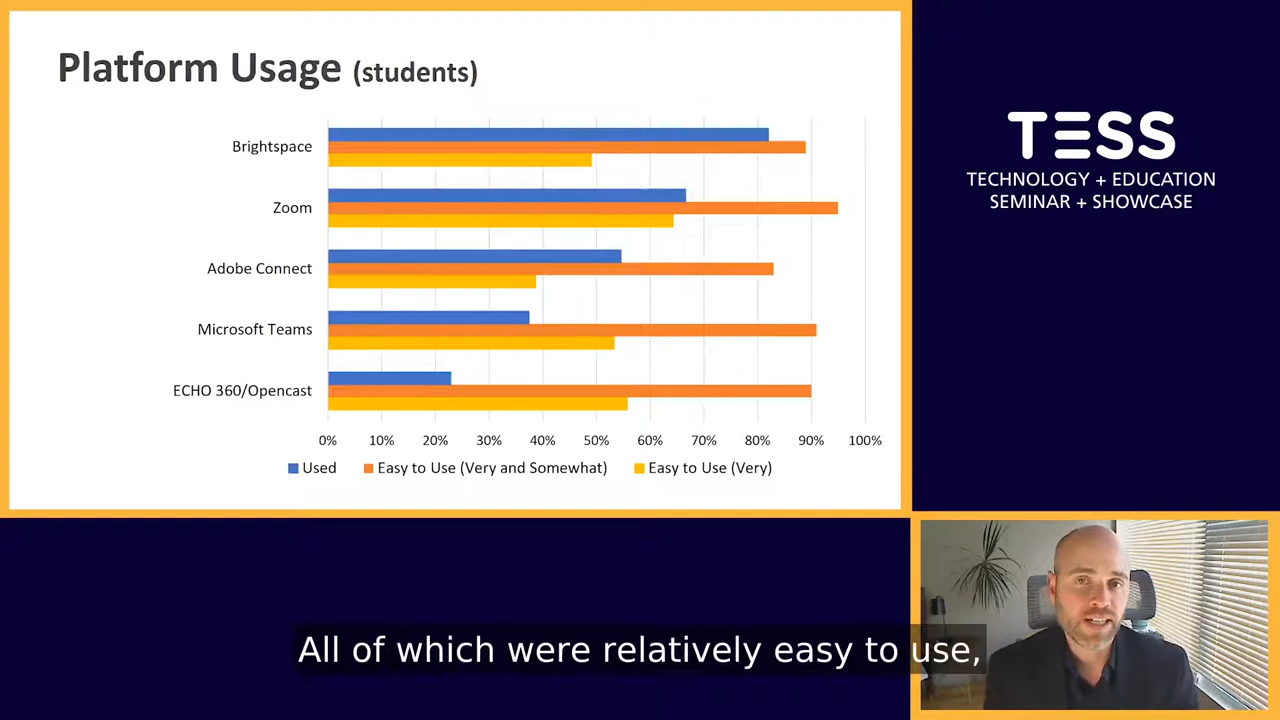 Platform Usage (students)
Brightspace
Zoom
Adobe Connect
Microsoft Teams
ECHO 360/Opencast
0% 10% 20% 30% 40% 50% 60% 70% 80% 90% 100%
Used Easy to Use (Very and Somewhat) Easy to Use (Very)
TESS
TECHNOLOGY + EDUCATION
SEMINAR + SHOWCASE
All of which were relatively easy to use,